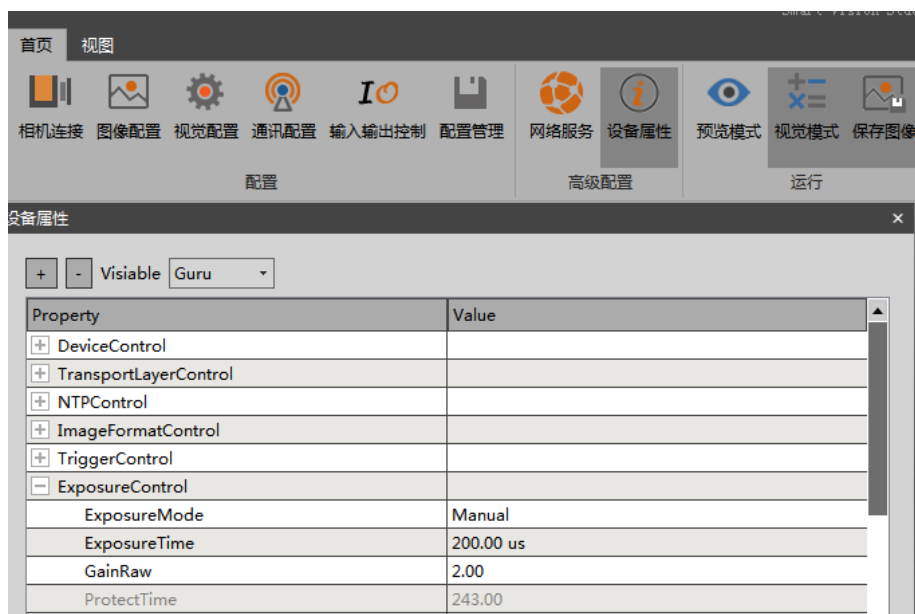 首页 视图
IO
相机连接 图像配置 视觉配置 通讯配置 输入输出控制 配置管理 网络服务 设备属性 预览模式 视觉模式 保存图像
配置 高级配置 运行
设备属性 ×
+ - Visiable Guru
Property Value
DeviceControl
TransportLayerControl
NTPControl
ImageFormatControl
TriggerControl
ExposureControl
ExposureMode Manual
ExposureTime 200.00 us
GainRaw 2.00
ProtectTime 243.00